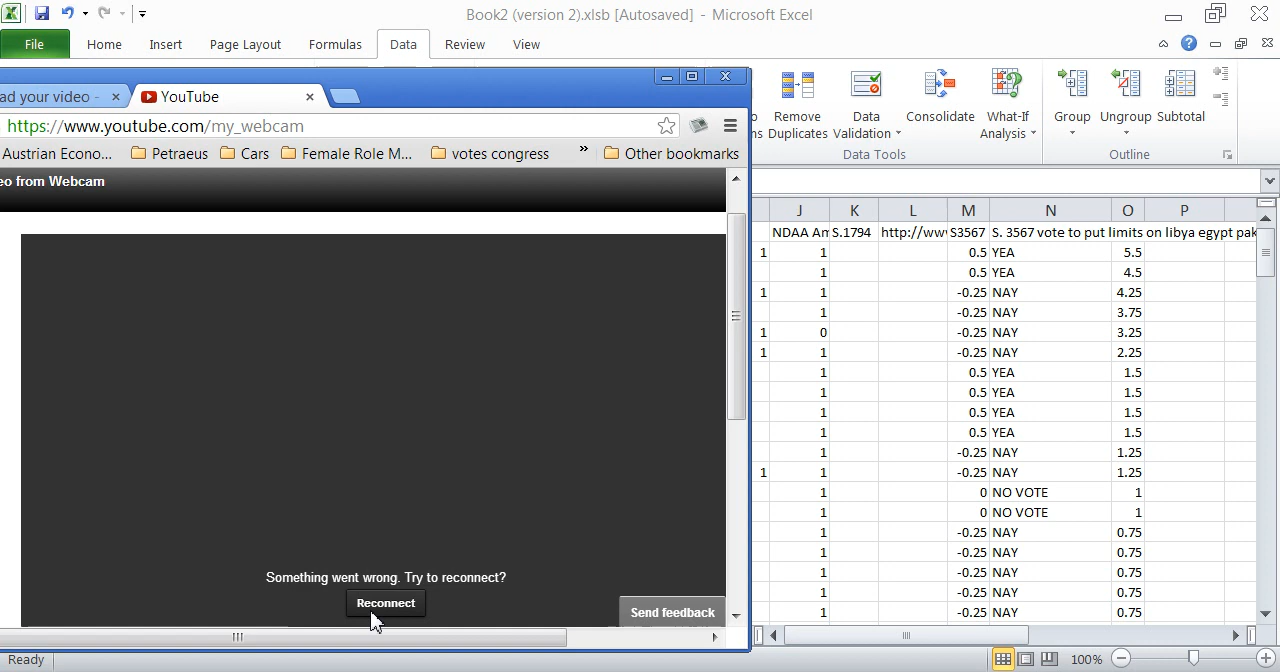 Book2 (version 2).xlsb [Autosaved] - Microsoft Excel
File Home Insert Page Layout Formulas Data Review View
ad your video - YouTube
https://www.youtube.com/my_webcam
Austrian Econo... Petraeus Cars Female Role M... votes congress » Other bookmarks
eo from Webcam
Something went wrong. Try to reconnect?
Reconnect
Send feedback
Remove Data Consolidate What-If Group Ungroup Subtotal
ns Duplicates Validation Analysis
Data Tools Outline
J K L M N O P
NDAA Am S.1794 http://www S3567 S. 3567 vote to put limits on libya egypt pak
1 1 0.5 YEA 5.5
1 0.5 YEA 4.5
1 1 -0.25 NAY 4.25
1 -0.25 NAY 3.75
1 0 -0.25 NAY 3.25
1 1 -0.25 NAY 2.25
1 0.5 YEA 1.5
1 0.5 YEA 1.5
1 0.5 YEA 1.5
1 0.5 YEA 1.5
1 -0.25 NAY 1.25
1 1 -0.25 NAY 1.25
1 0 NO VOTE 1
1 0 NO VOTE 1
1 -0.25 NAY 0.75
1 -0.25 NAY 0.75
1 -0.25 NAY 0.75
1 -0.25 NAY 0.75
1 -0.25 NAY 0.75
Ready 100%